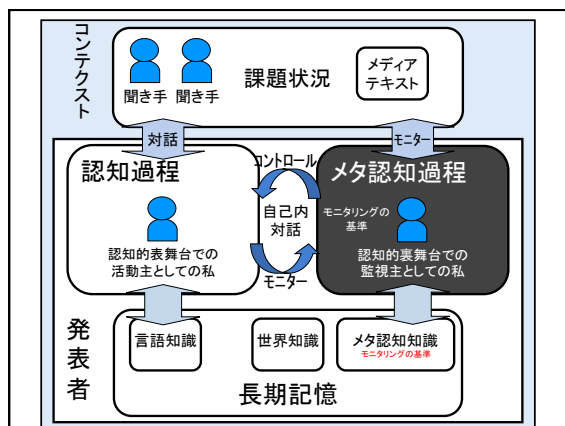 コンテクスト
聞き手
聞き手
課題状況
メディア
テキスト
対話
モニター
認知過程
コントロール
メタ認知過程
自己内
対話
モニタリングの
基準
認知的表舞台での
活動主としての私
認知的裏舞台での
監視主としての私
モニター
発表者
言語知識
世界知識
メタ認知知識
モニタリングの基準
長期記憶